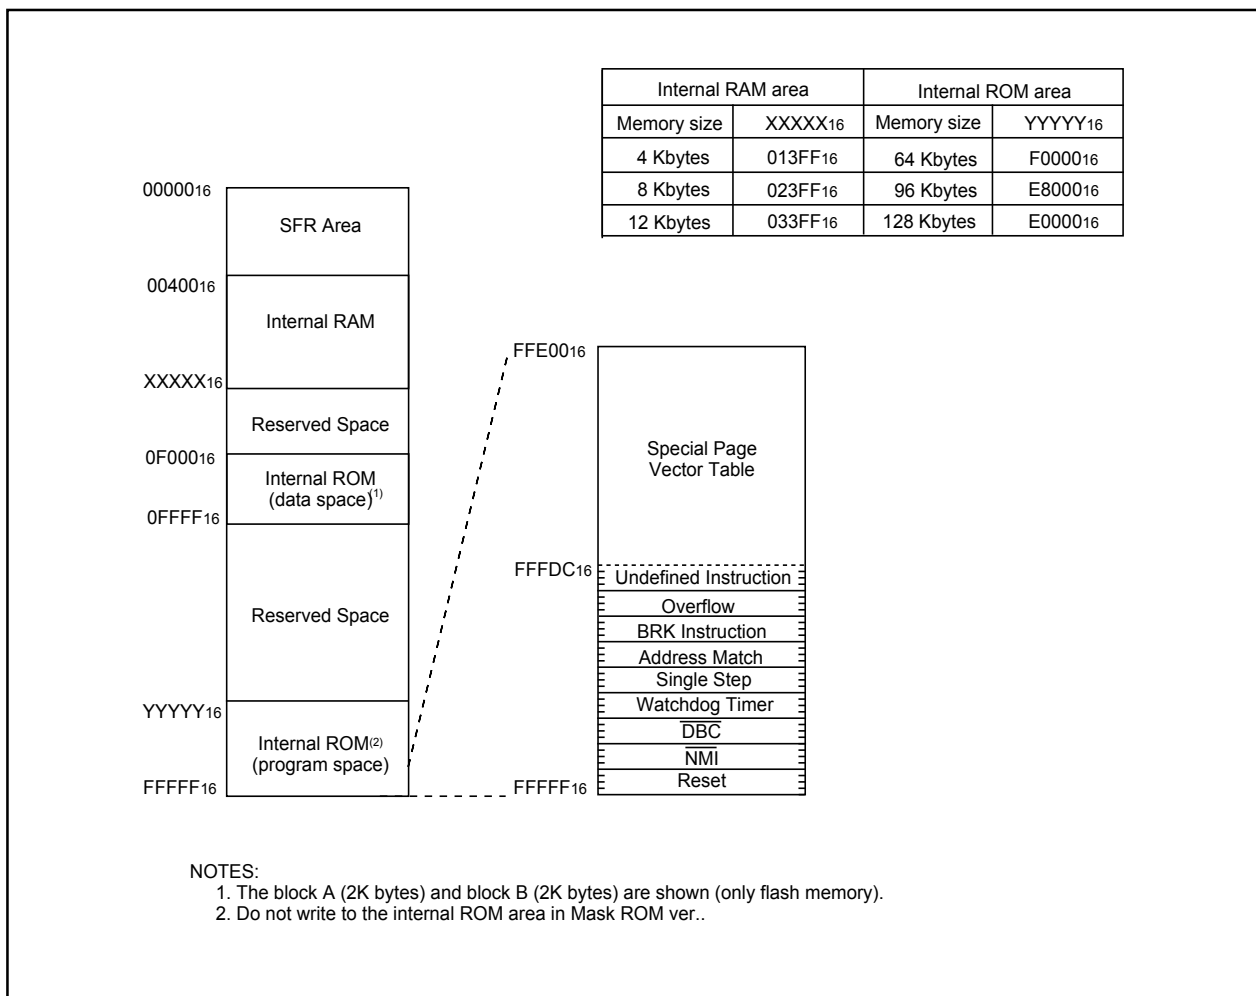 Internal RAM area Internal ROM area
Memory size XXXXX16 Memory size YYYYY16
4 Kbytes 013FF16 64 Kbytes F000016
8 Kbytes 023FF16 96 Kbytes E800016
12 Kbytes 033FF16 128 Kbytes E000016
0000016
SFR Area
0040016
Internal RAM
XXXXX16
Reserved Space
0F00016
Internal ROM
(data space)(1)
0FFFF16
Reserved Space
YYYYY16
Internal ROM(2)
(program space)
FFFFF16
FFE0016
Special Page
Vector Table
FFFDC16
Undefined Instruction
Overflow
BRK Instruction
Address Match
Single Step
Watchdog Timer
DBC
NMI
Reset
FFFFF16
NOTES:
1. The block A (2K bytes) and block B (2K bytes) are shown (only flash memory).
2. Do not write to the internal ROM area in Mask ROM ver..